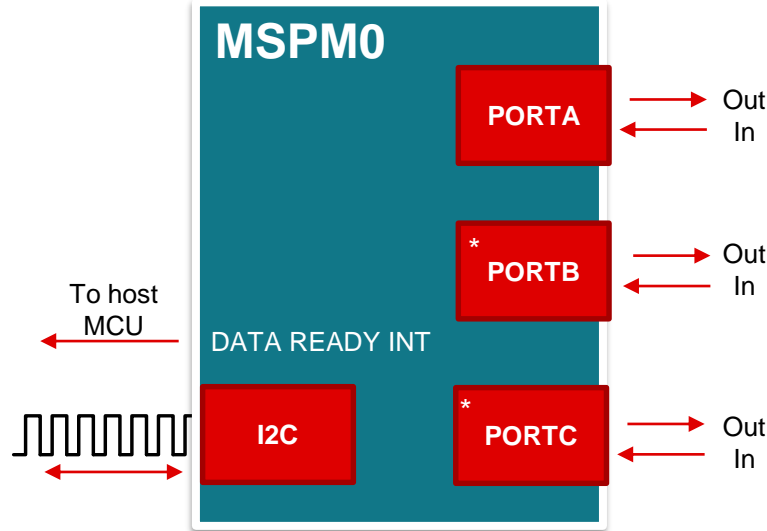 MSPM0
PORTA
Out
In
*
PORTB
Out
In
To host
MCU
DATA READY INT
I2C
*
PORTC
Out
In